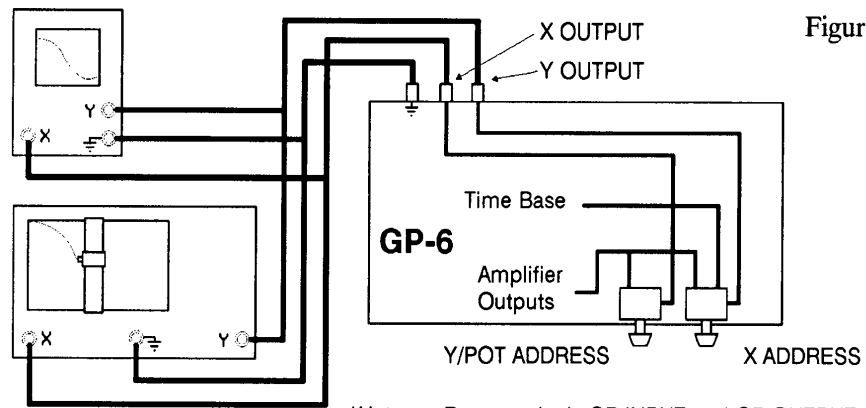 X OUTPUT
Figur
Y OUTPUT
Y
X
Time Base
GP-6
Amplifier
Outputs
X
Y
Y/POT ADDRESS
X ADDRESS